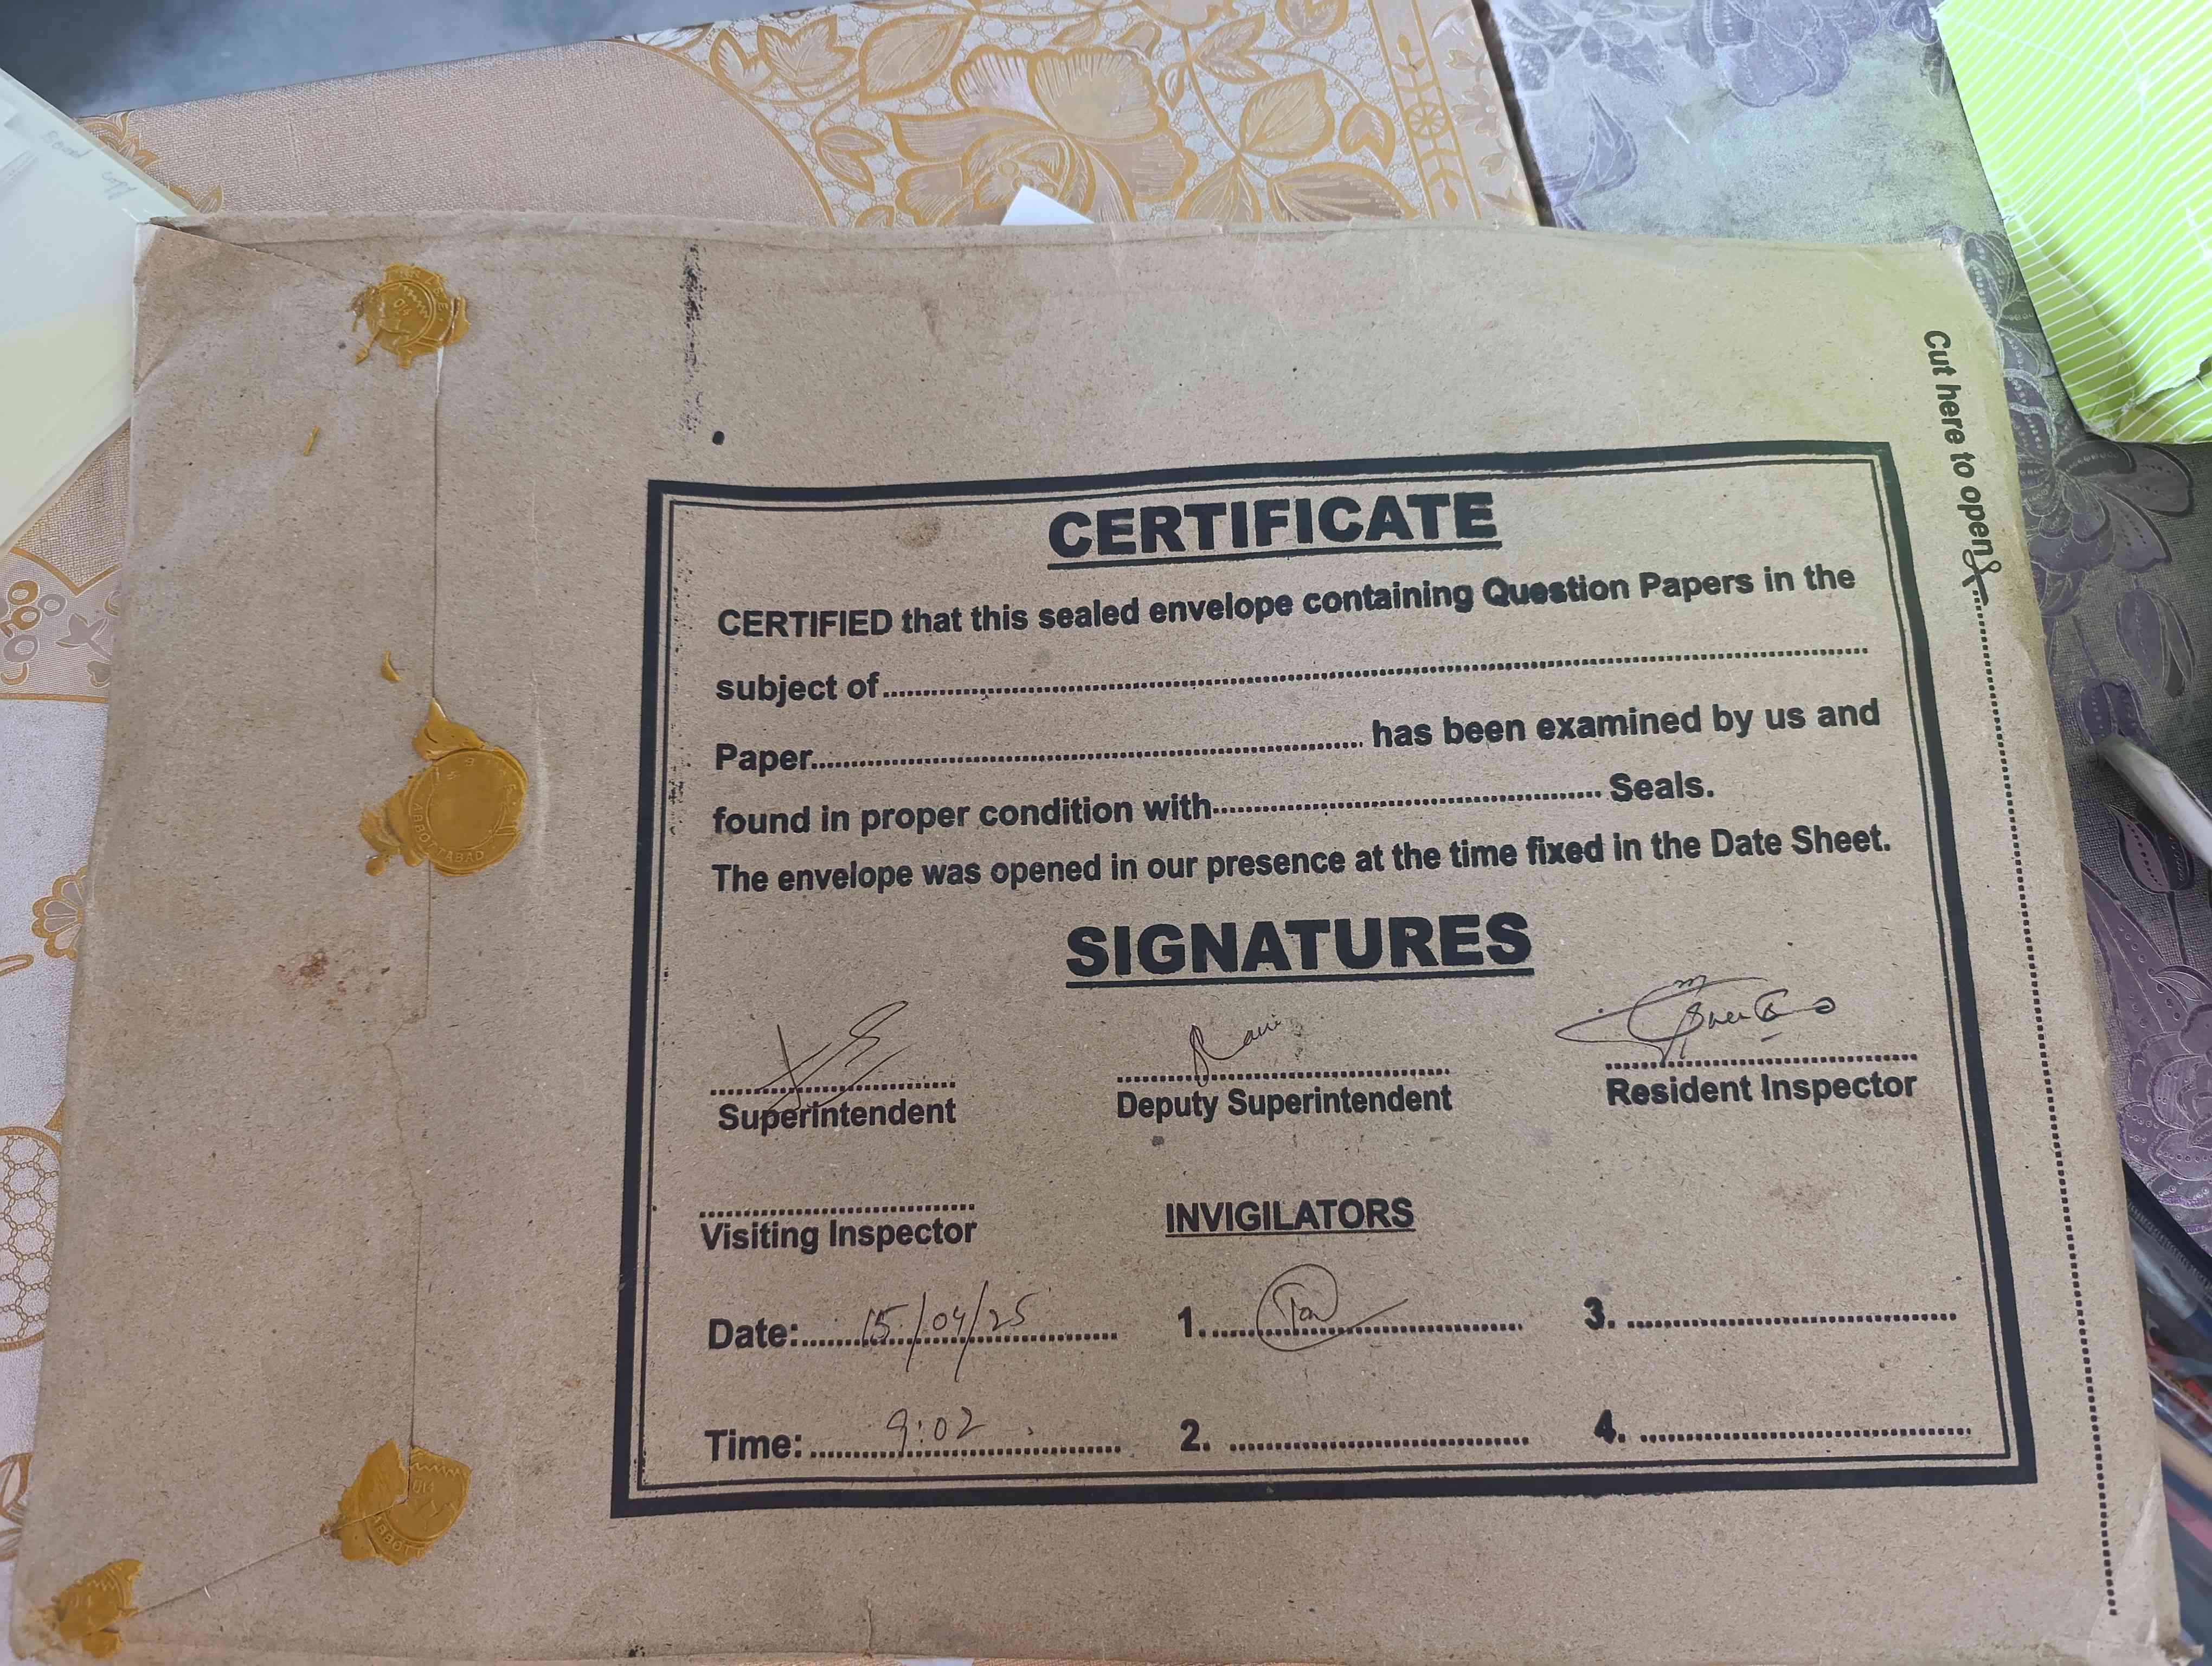 Board
copy
Cut here to open
CERTIFICATE
CERTIFIED that this sealed envelope containing Question Papers in the
subject of
Paper has been examined by us and
found in proper condition with Seals.
The envelope was opened in our presence at the time fixed in the Date Sheet.
SIGNATURES
Superintendent Deputy Superintendent Resident Inspector
Visiting Inspector INVIGILATORS
Date: 15/04/25 1. 3.
Time: 9:02 2. 4.
ABBOTTABAD